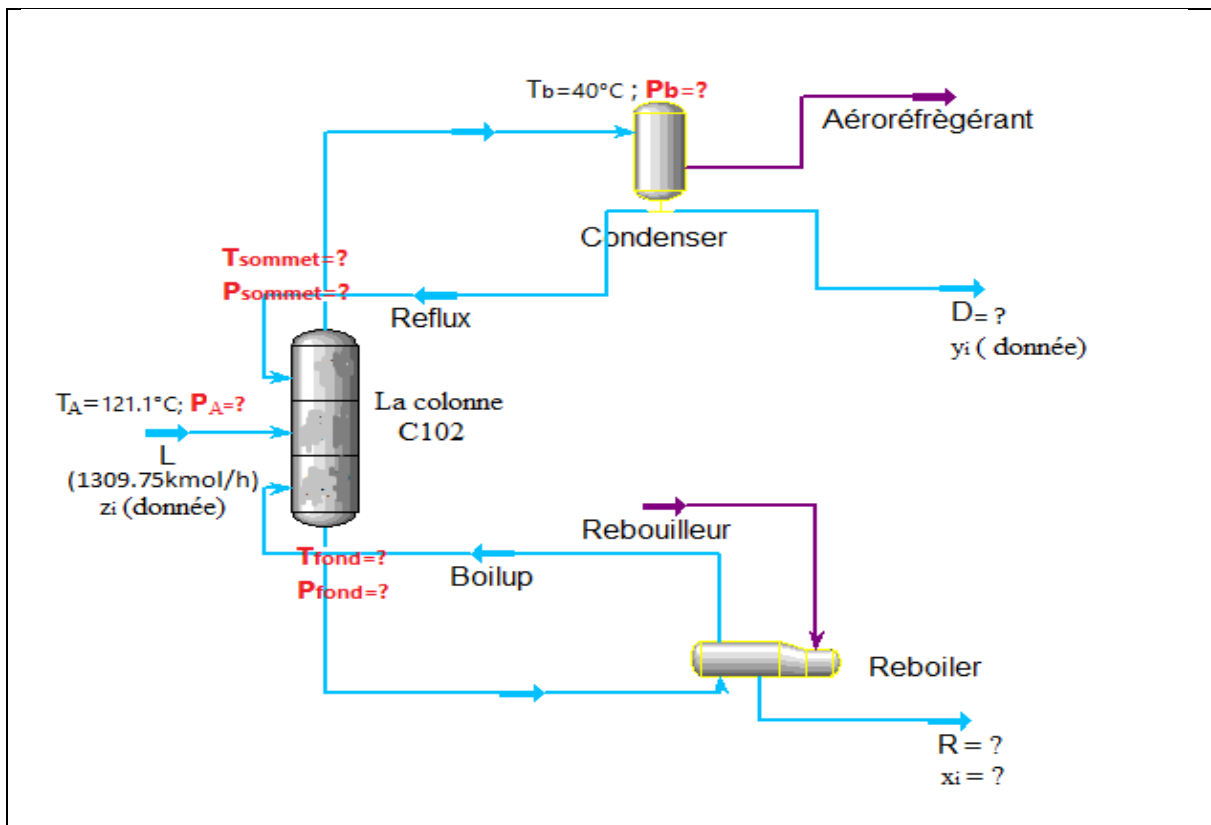 Tb=40°C ; Pb=?
Aéroréfrègérant
Condenser
Tsommet=?
Psommet=?
Reflux
D= ?
yi ( donnée)
TA=121.1°C; PA=?
La colonne
C102
L
(1309.75kmol/h)
zi (donnée)
Rebouilleur
Tfond=?
Pfond=?
Boilup
Reboiler
R = ?
xi = ?